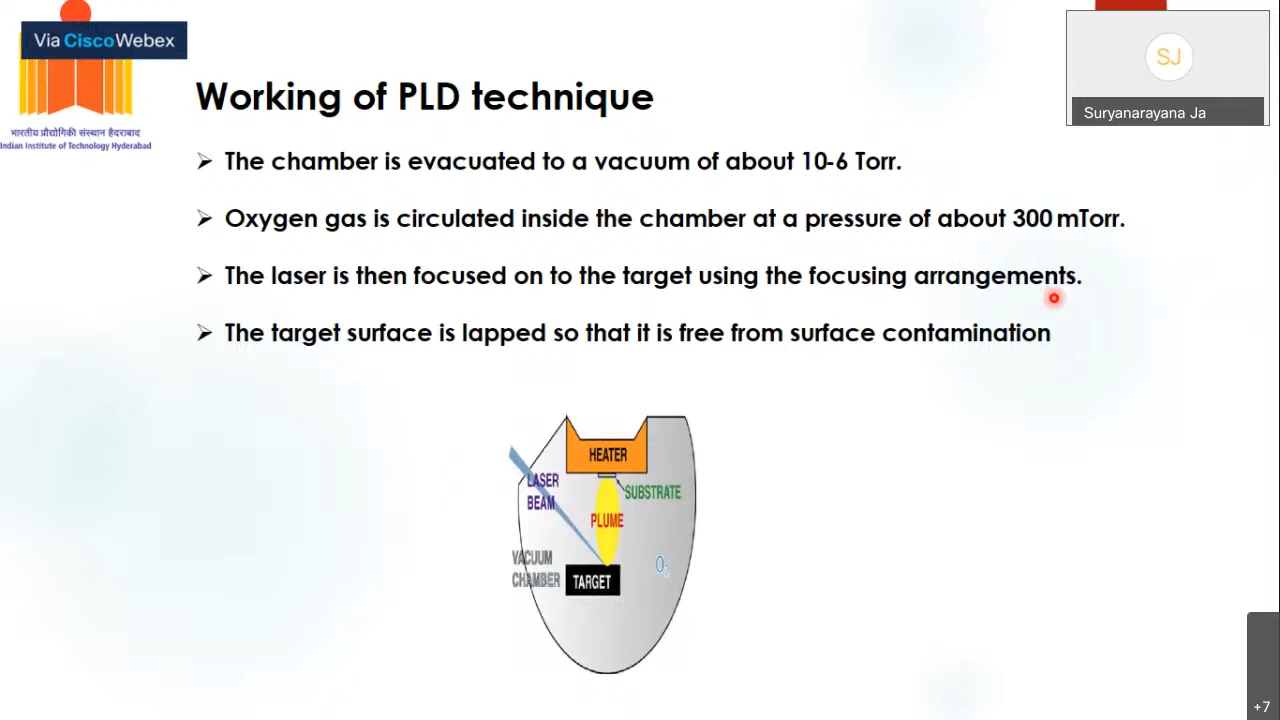 Via CiscoWebex
भारतीय प्रौद्योगिकी संस्थान हैदराबाद
Indian Institute of Technology Hyderabad
SJ
Suryanarayana Ja
Working of PLD technique
➢ The chamber is evacuated to a vacuum of about 10-6 Torr.
➢ Oxygen gas is circulated inside the chamber at a pressure of about 300 mTorr.
➢ The laser is then focused on to the target using the focusing arrangements.
➢ The target surface is lapped so that it is free from surface contamination
HEATER
LASER
BEAM
SUBSTRATE
PLUME
VACUUM
CHAMBER
O₂
TARGET
+7